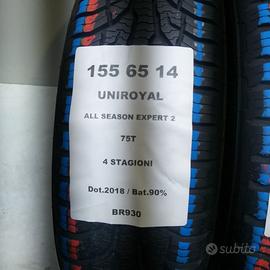 155 65 14
UNIROYAL
ALL SEASON EXPERT 2
75T
4 STAGIONI
Dot.2018 / Bat.90%
BR930
subito